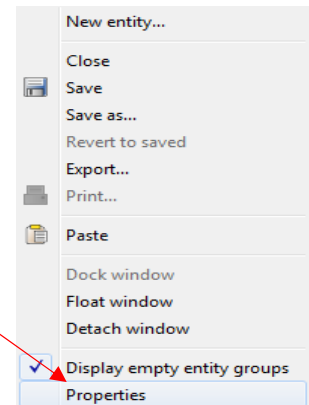 New entity...
Close
Save
Save as...
Revert to saved
Export...
Print...
Paste
Dock window
Float window
Detach window
Display empty entity groups
Properties